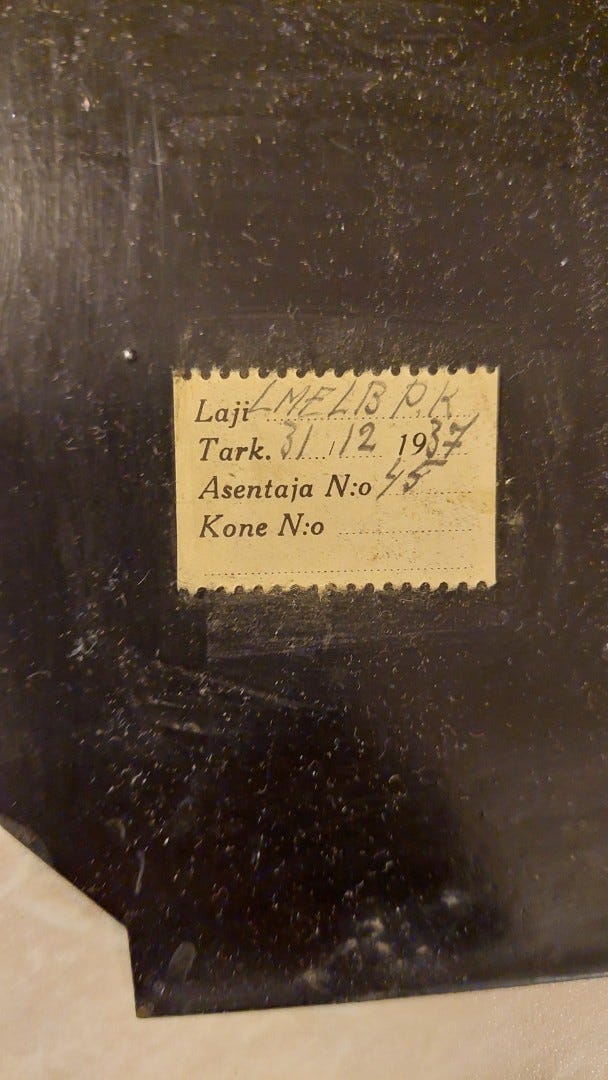 Laji LMELB P.K
Tark. 31.12 1937
Asentaja N:o 45
Kone N:o